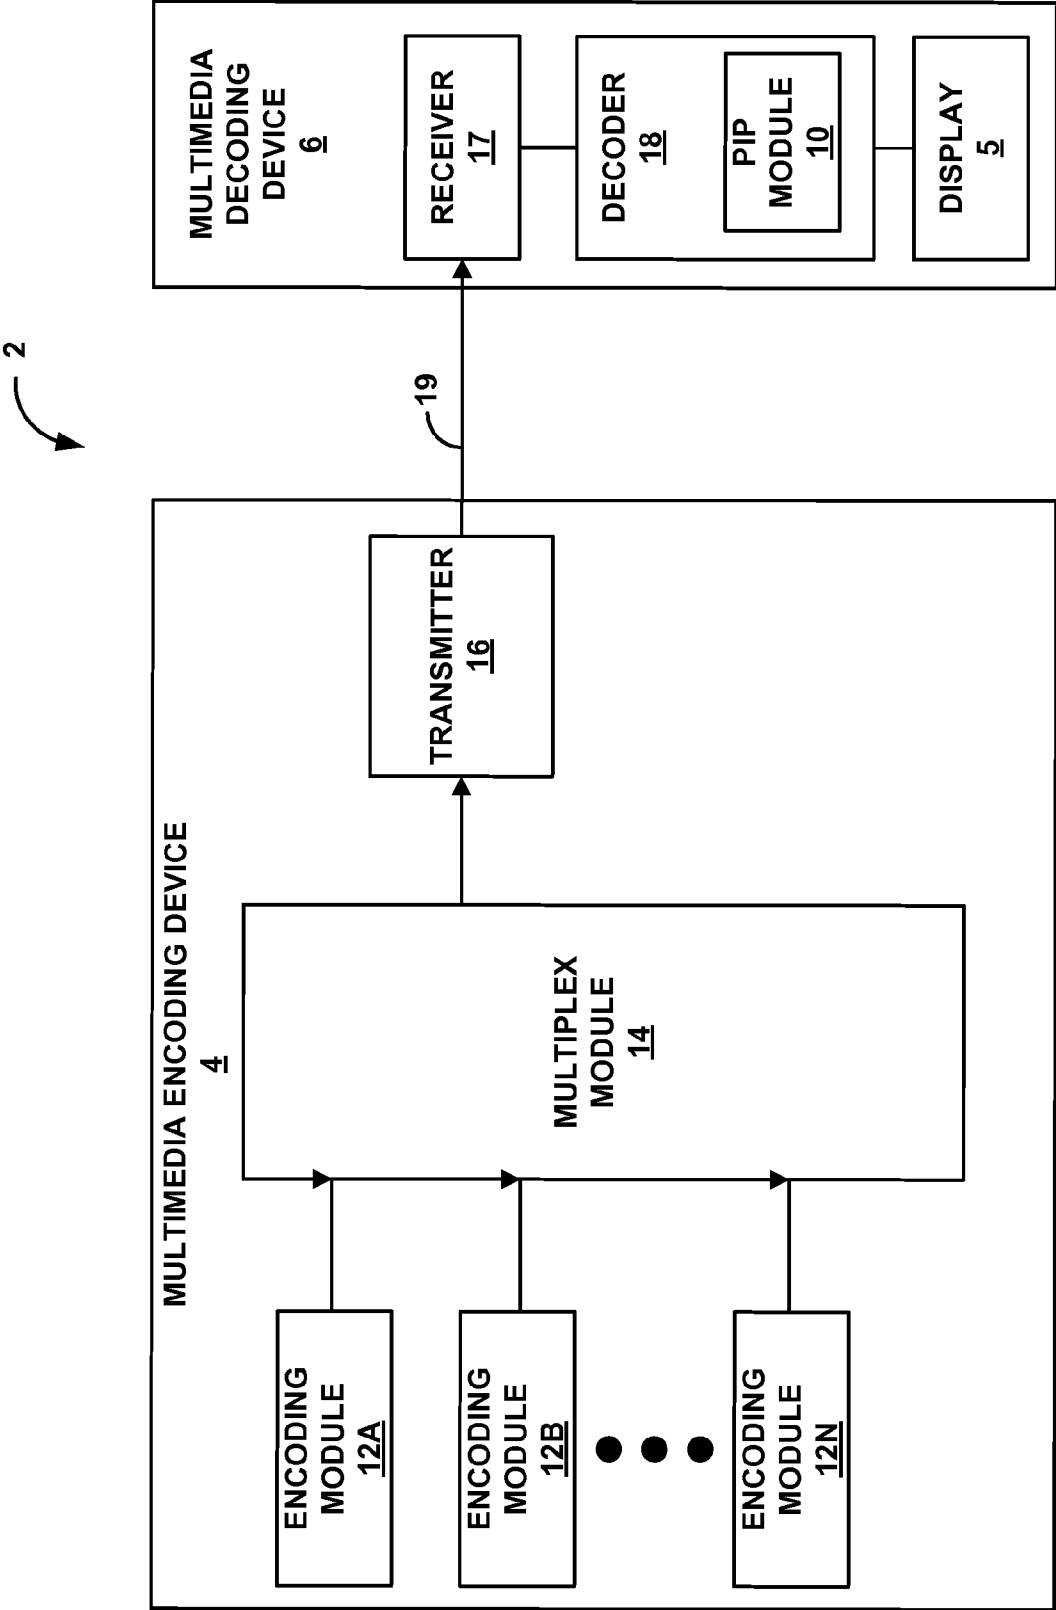 2
MULTIMEDIA ENCODING DEVICE
4
ENCODING
MODULE
12A
ENCODING
MODULE
12B
ENCODING
MODULE
12N
MULTIPLEX
MODULE
14
TRANSMITTER
16
19
MULTIMEDIA
DECODING
DEVICE
6
RECEIVER
17
DECODER
18
PIP
MODULE
10
DISPLAY
5